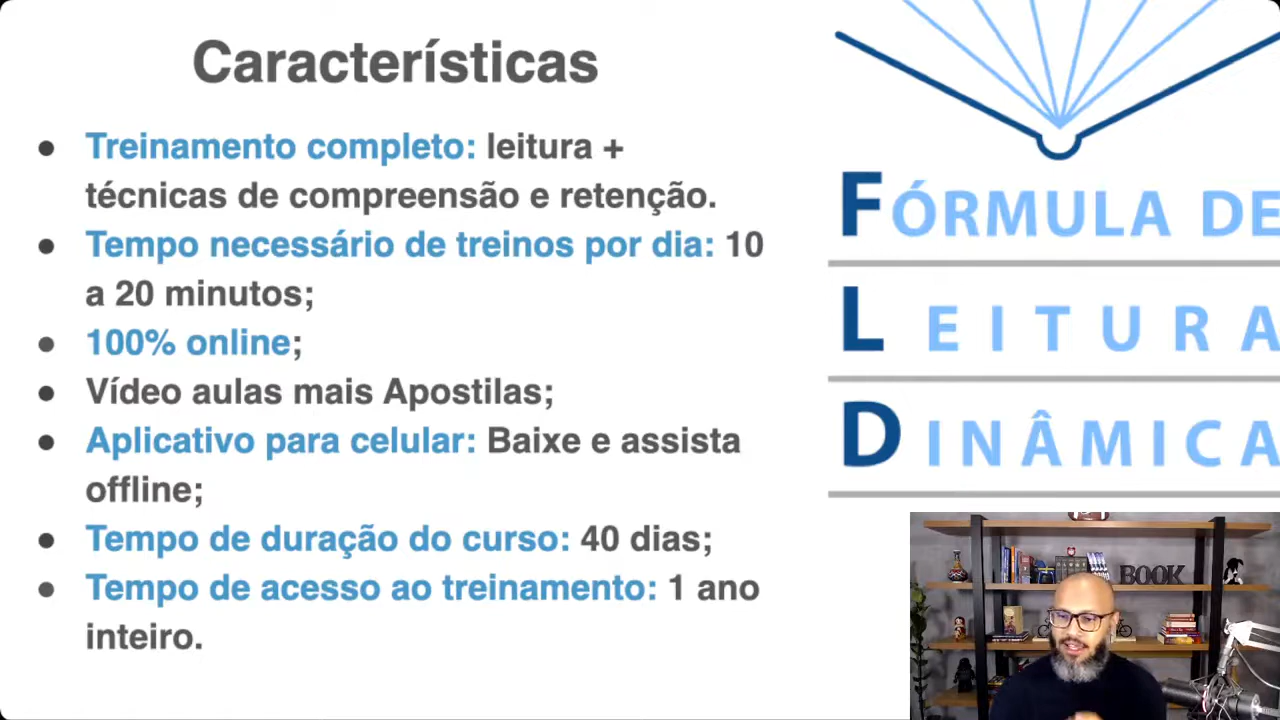 Características
● Treinamento completo: leitura +
técnicas de compreensão e retenção.
● Tempo necessário de treinos por dia: 10
a 20 minutos;
● 100% online;
● Vídeo aulas mais Apostilas;
● Aplicativo para celular: Baixe e assista
offline;
● Tempo de duração do curso: 40 dias;
● Tempo de acesso ao treinamento: 1 ano
inteiro.
FÓRMULA DE
LEITURA
DINÂMICA
BOOK